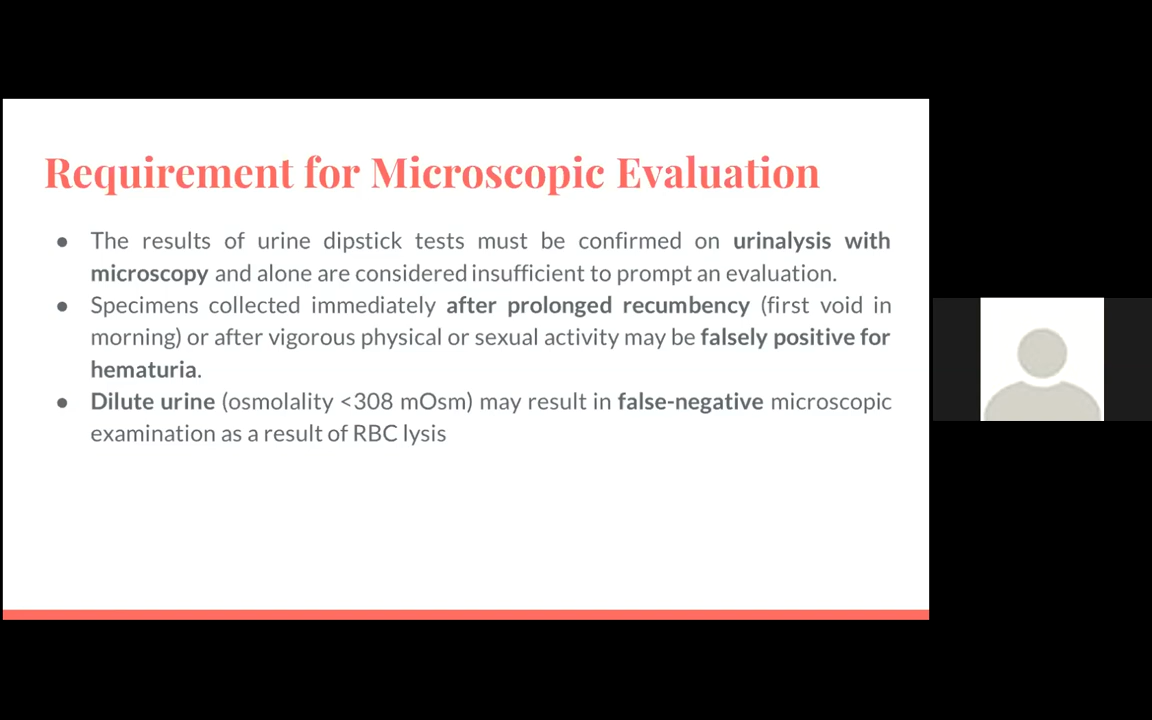 Requirement for Microscopic Evaluation
● The results of urine dipstick tests must be confirmed on urinalysis with
microscopy and alone are considered insufficient to prompt an evaluation.
● Specimens collected immediately after prolonged recumbency (first void in
morning) or after vigorous physical or sexual activity may be falsely positive for
hematuria.
● Dilute urine (osmolality <308 mOsm) may result in false-negative microscopic
examination as a result of RBC lysis